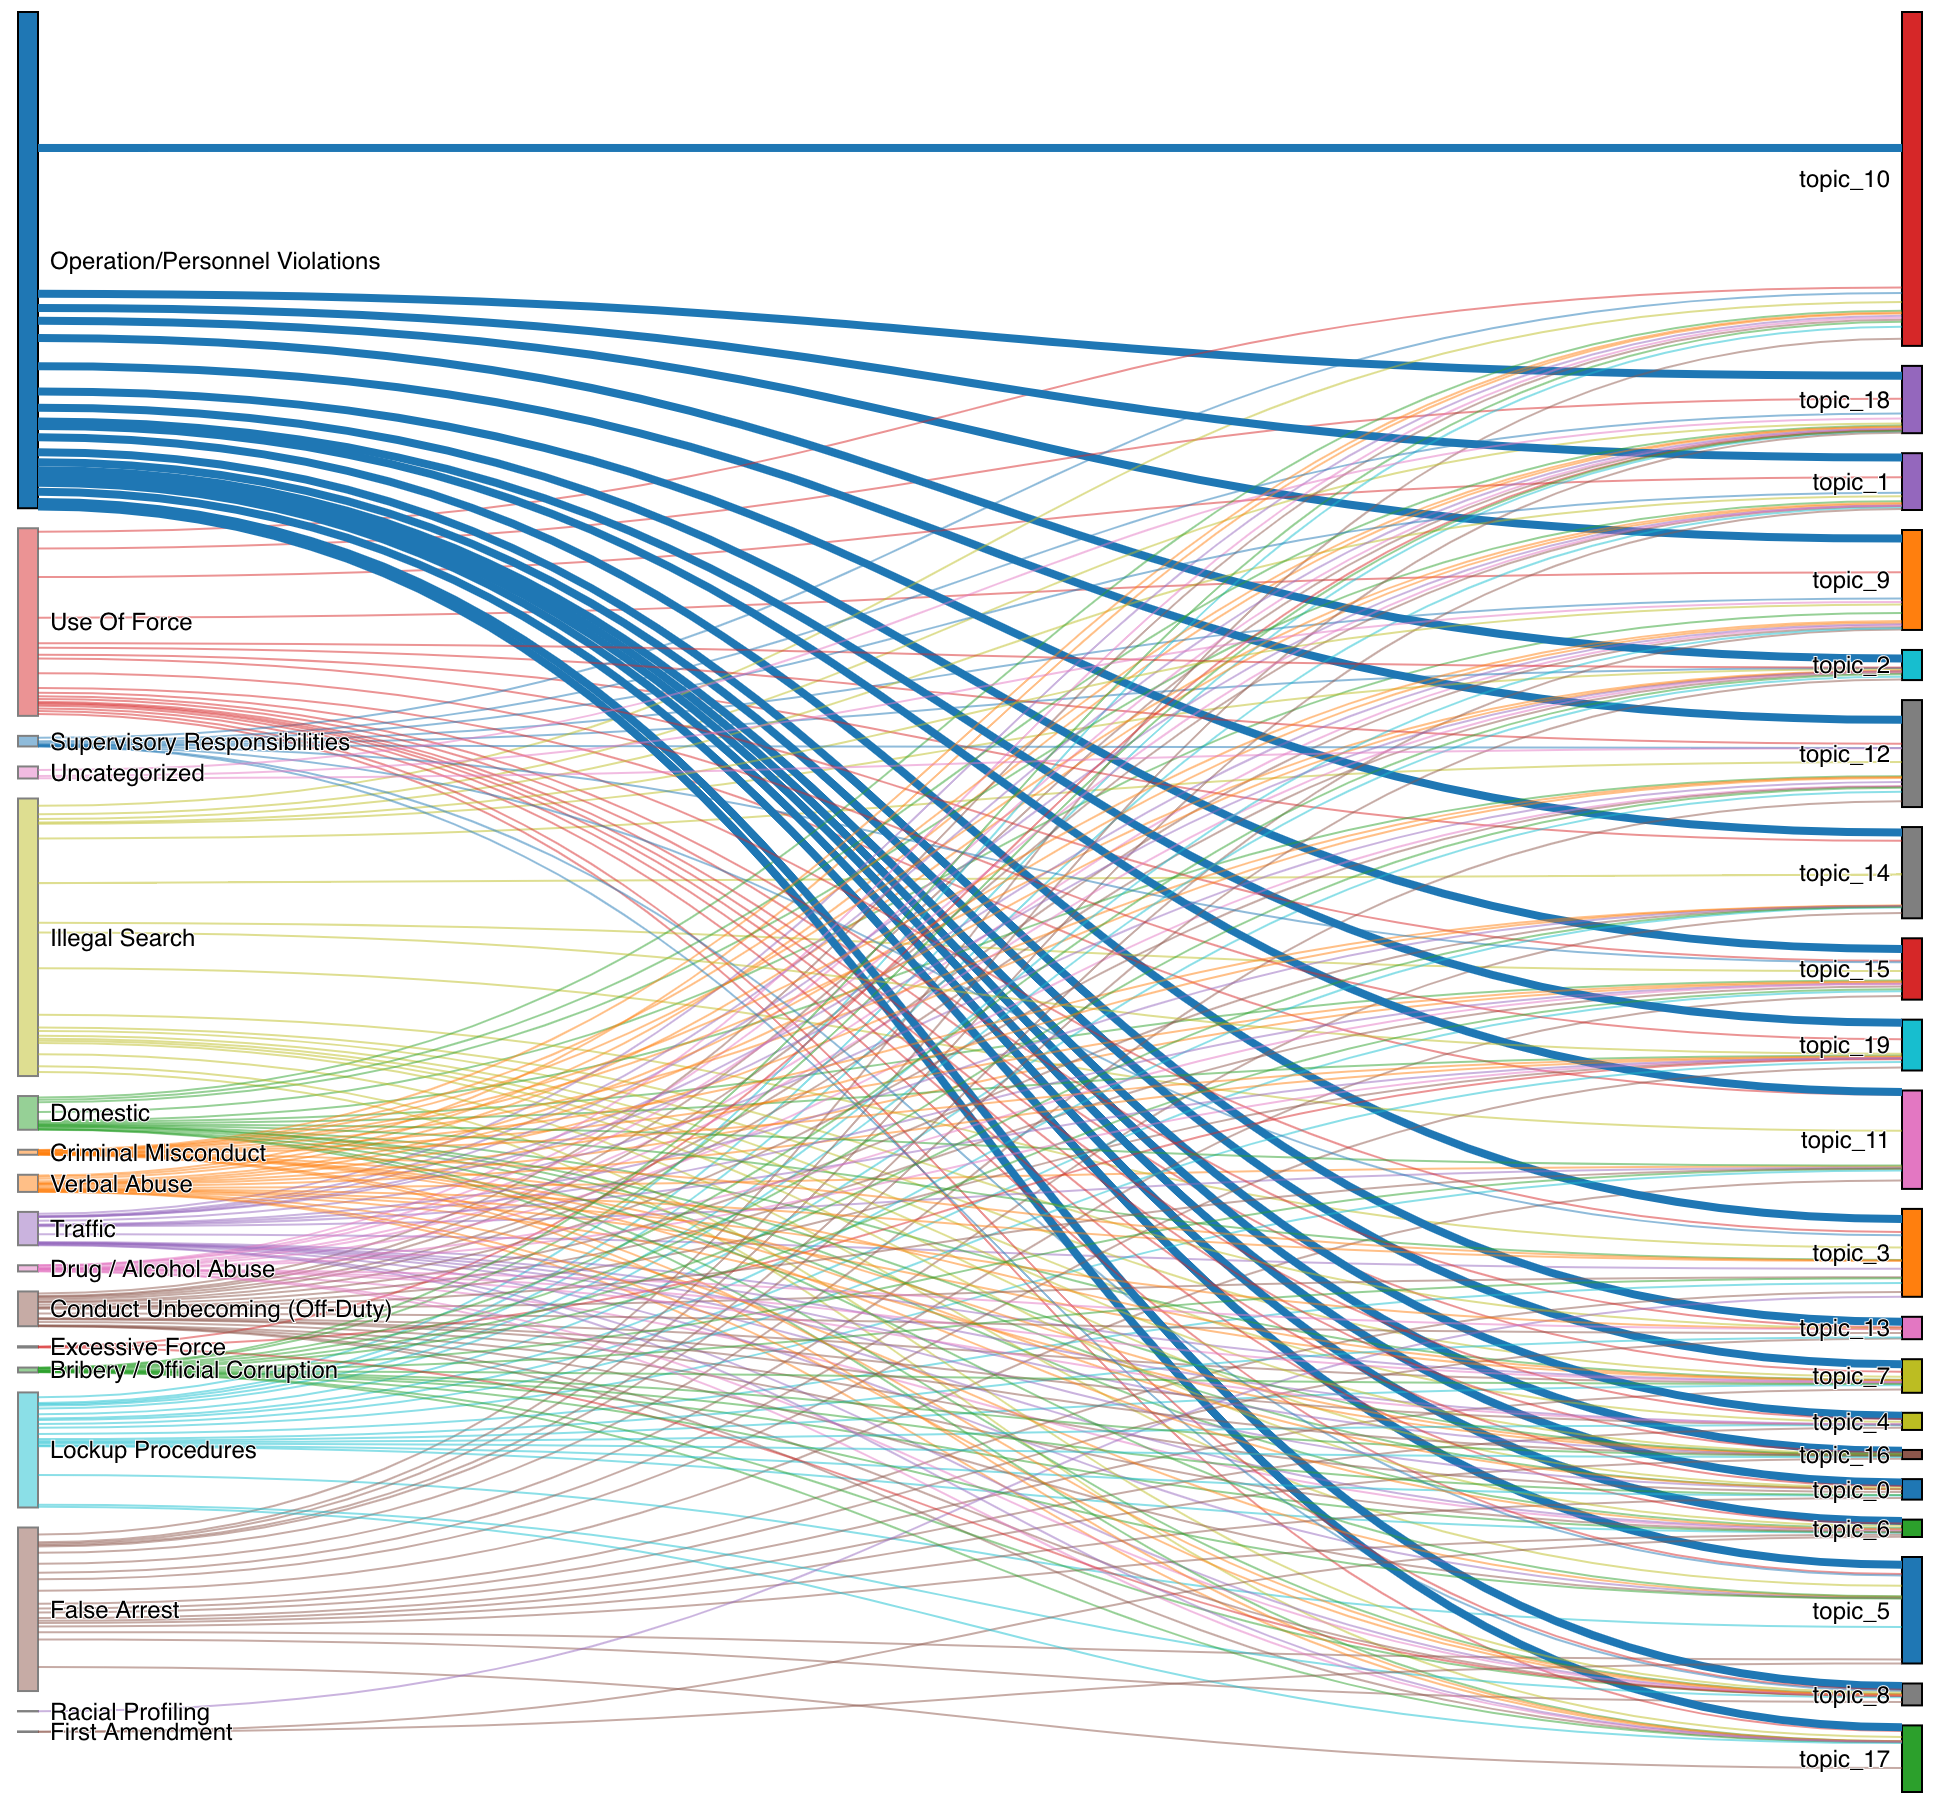 Operation/Personnel Violations
Use Of Force
Supervisory Responsibilities
Uncategorized
Illegal Search
Domestic
Criminal Misconduct
Verbal Abuse
Traffic
Drug / Alcohol Abuse
Conduct Unbecoming (Off-Duty)
Excessive Force
Bribery / Official Corruption
Lockup Procedures
False Arrest
Racial Profiling
First Amendment
topic_10
topic_18
topic_1
topic_9
topic_2
topic_12
topic_14
topic_15
topic_19
topic_11
topic_3
topic_13
topic_7
topic_4
topic_16
topic_0
topic_6
topic_5
topic_8
topic_17